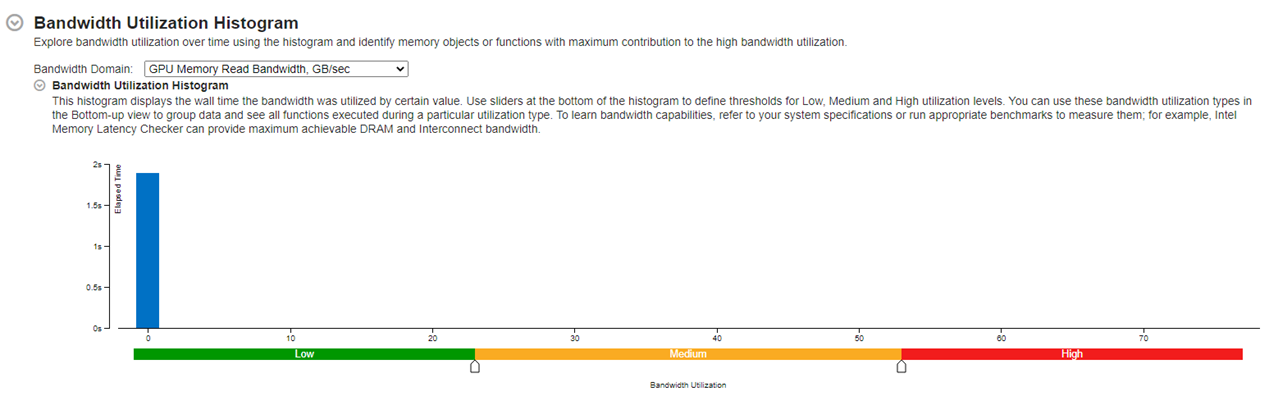 Bandwidth Utilization Histogram
Explore bandwidth utilization over time using the histogram and identify memory objects or functions with maximum contribution to the high bandwidth utilization.
Bandwidth Domain: GPU Memory Read Bandwidth, GB/sec
Bandwidth Utilization Histogram
This histogram displays the wall time the bandwidth was utilized by certain value. Use sliders at the bottom of the histogram to define thresholds for Low, Medium and High utilization levels. You can use these bandwidth utilization types in
the Bottom-up view to group data and see all functions executed during a particular utilization type. To learn bandwidth capabilities, refer to your system specifications or run appropriate benchmarks to measure them; for example, Intel
Memory Latency Checker can provide maximum achievable DRAM and Interconnect bandwidth.
2s
1.5s
1s
0.5s
0s
Elapsed Time
0 10 20 30 40 50 60 70
Low Medium High
Bandwidth Utilization